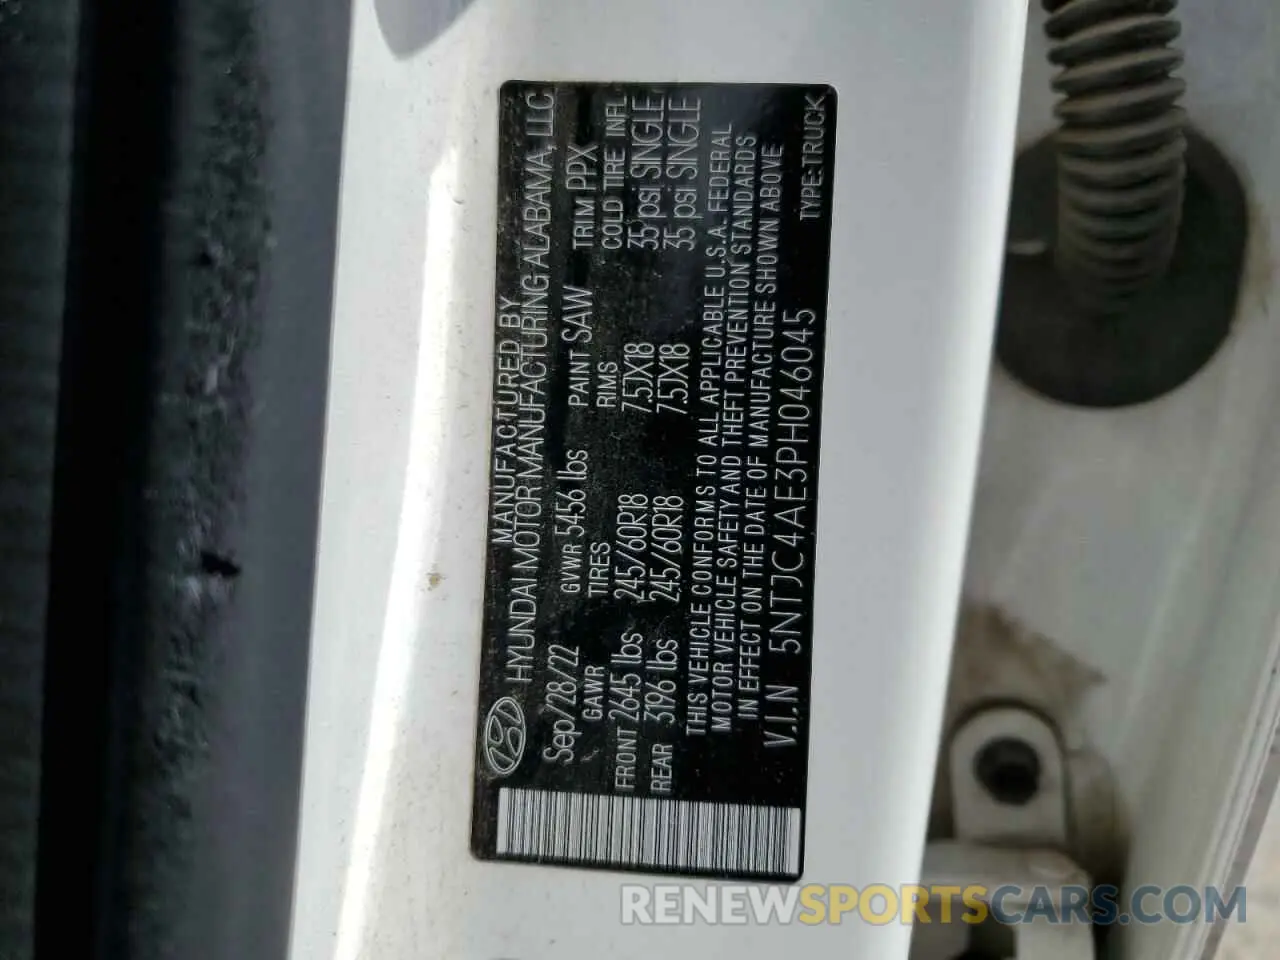 MANUFACTURED BY
HYUNDAI MOTOR MANUFACTURING ALABAMA, LLC
Sep/28/22 GVWR 5456 lbs PAINT SAW TRIM PPX
GAWR TIRES RIMS COLD TIRE INFL
FRONT 2645 lbs 245/60R18 7.5JX18 35 psi SINGLE
REAR 3196 lbs 245/60R18 7.5JX18 35 psi SINGLE
THIS VEHICLE CONFORMS TO ALL APPLICABLE U.S.A. FEDERAL
MOTOR VEHICLE SAFETY AND THEFT PREVENTION STANDARDS
IN EFFECT ON THE DATE OF MANUFACTURE SHOWN ABOVE
V.I.N 5NTJC4AE3PH046045 TYPE:TRUCK
RENEWSPORTSCARS.COM